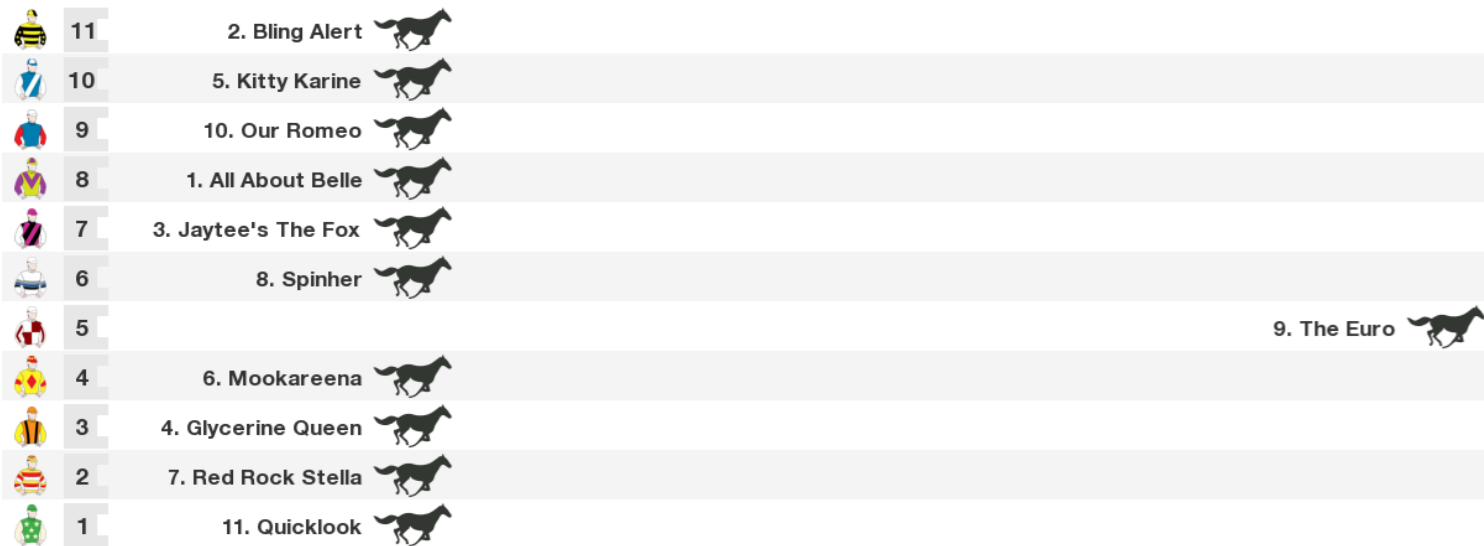 11 2. Bling Alert
10 5. Kitty Karine
9 10. Our Romeo
8 1. All About Belle
7 3. Jaytee's The Fox
6 8. Spinher
5 9. The Euro
4 6. Mookareena
3 4. Glycerine Queen
2 7. Red Rock Stella
1 11. Quicklook